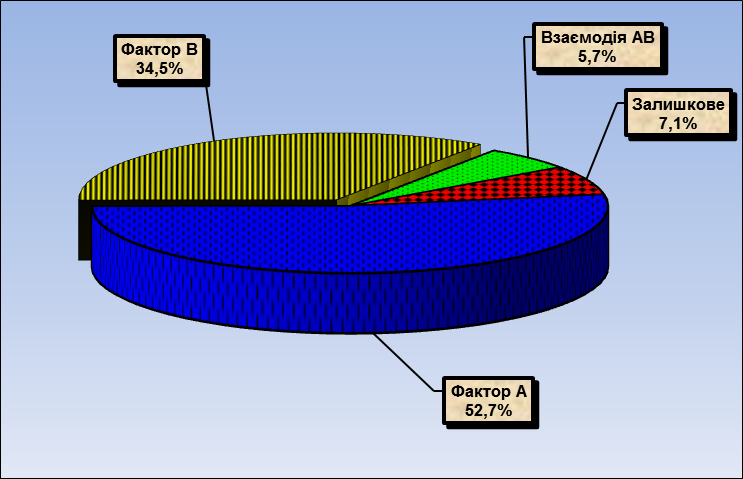 Фактор В
34,5%
Взаємодія АВ
5,7%
Залишкове
7,1%
Фактор А
52,7%